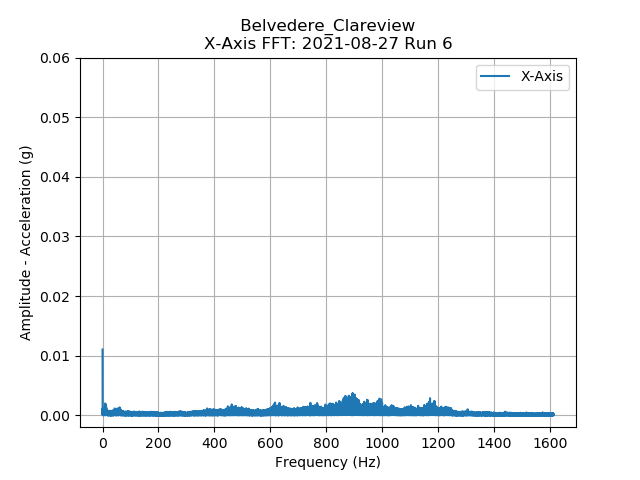 Belvedere_Clareview
X-Axis FFT: 2021-08-27 Run 6
X-Axis
0.06
0.05
0.04
0.03
0.02
0.01
0.00
Amplitude - Acceleration (g)
0 200 400 600 800 1000 1200 1400 1600
Frequency (Hz)